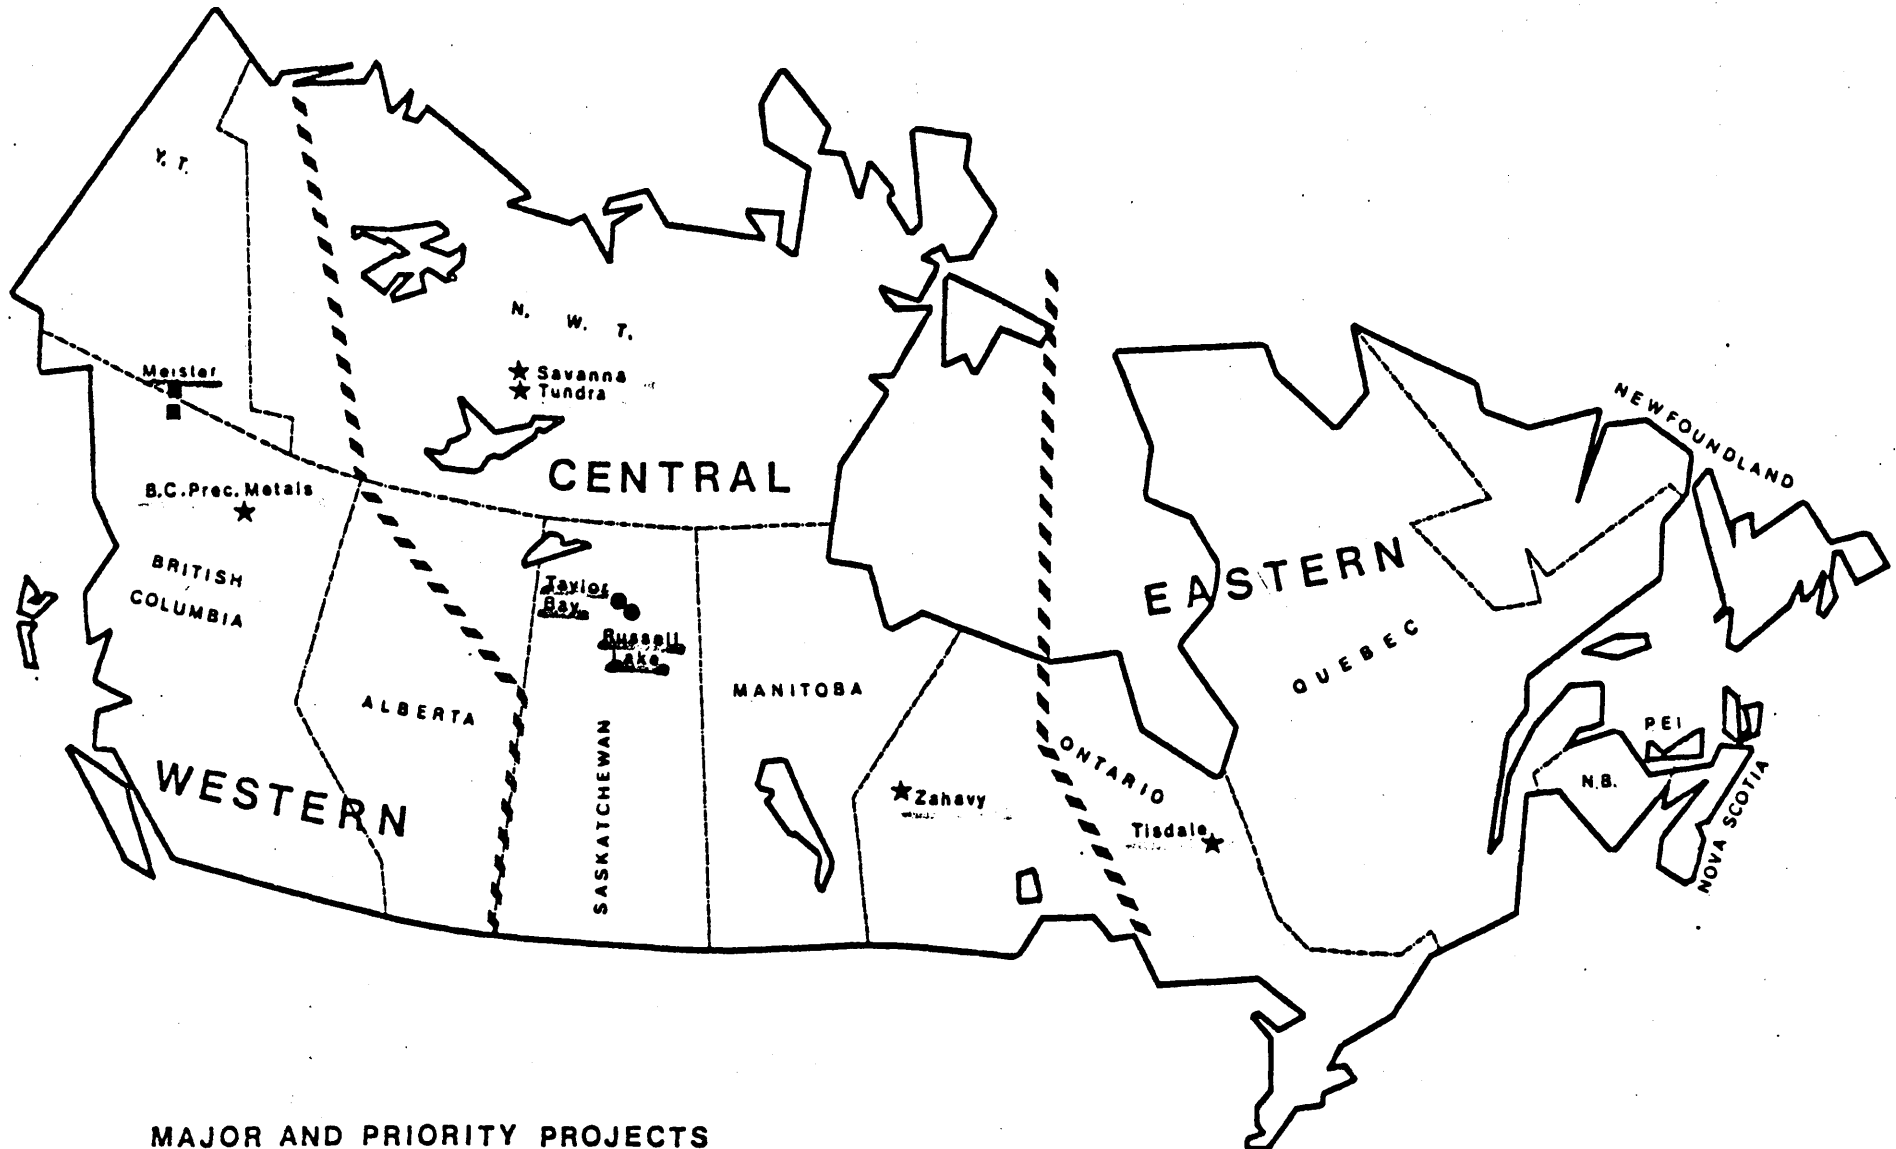 Y. T.
N. W. T.
Meister
Savanna
Tundra
NEWFOUNDLAND
CENTRAL
B.C. Prec. Metals
EASTERN
BRITISH
COLUMBIA
Taylor
Bay
Russell
Lake
QUEBEC
MANITOBA
ALBERTA
P.E.I
ONTARIO
N.B.
WESTERN
SASKATCHEWAN
Zahavy
NOVA SCOTIA
Tisdale
MAJOR AND PRIORITY PROJECTS